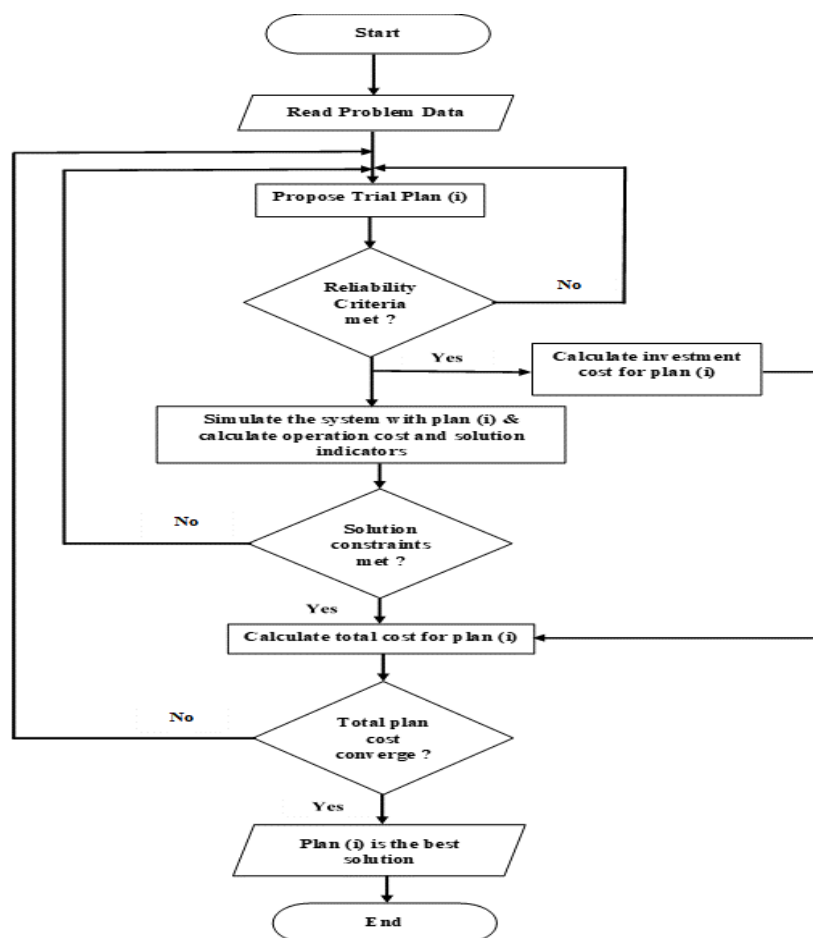 Start
Read Problem Data
Propose Trial Plan (i)
Reliability
Criteria
met ?
No
Yes
Calculate investment
cost for plan (i)
Simulate the system with plan (i) &
calculate operation cost and solution
indicators
No
Solution
constraints
met ?
Yes
Calculate total cost for plan (i)
No
Total plan
cost
converge ?
Yes
Plan (i) is the best
solution
End